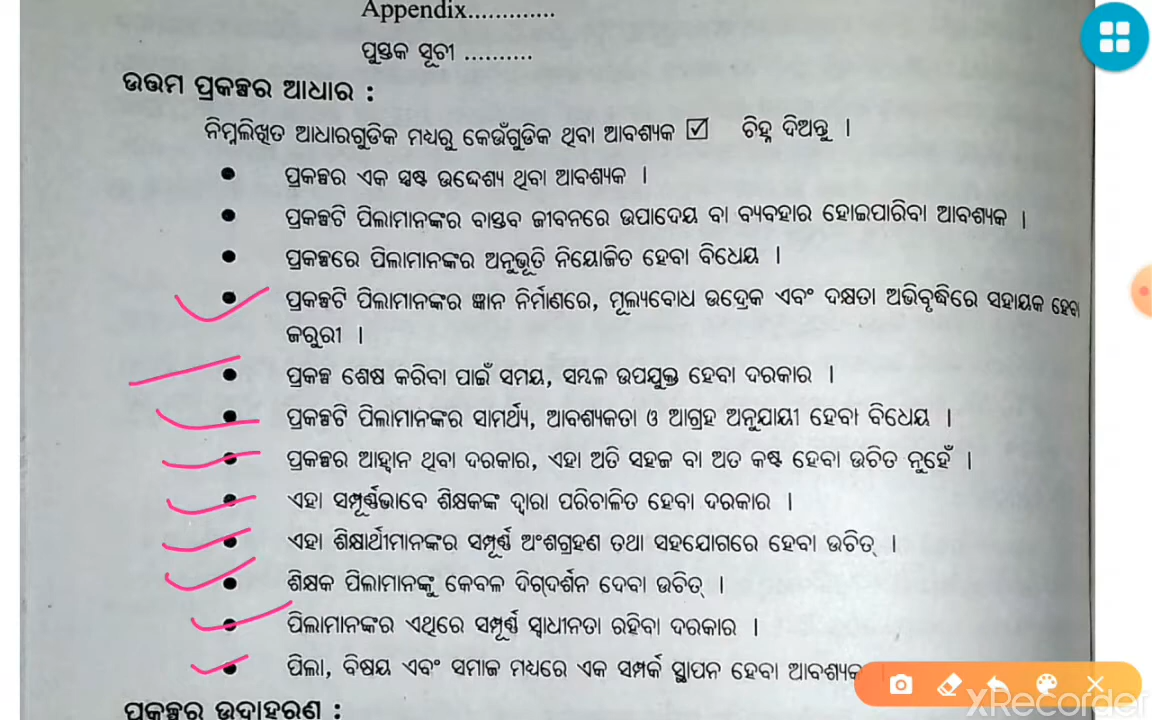 Appendix.............
ପୁସ୍ତକ ସୂଚୀ ..........
ଉତ୍ତମ ପ୍ରକଳ୍ପର ଆଧାର :
ନିମ୍ନଲିଖିତ ଆଧାରଗୁଡିକ ମଧ୍ୟରୁ କେଉଁଗୁଡିକ ଥିବା ଆବଶ୍ୟକ ☑ ଚିହ୍ନ ଦିଅନ୍ତୁ ।
● ପ୍ରକଳ୍ପର ଏକ ସ୍ପଷ୍ଟ ଉଦ୍ଦେଶ୍ୟ ଥିବା ଆବଶ୍ୟକ ।
● ପ୍ରକଳ୍ପଟି ପିଲାମାନଙ୍କର ବାସ୍ତବ ଜୀବନରେ ଉପାଦେୟ ବା ବ୍ୟବହାର ହୋଇପାରିବା ଆବଶ୍ୟକ ।
● ପ୍ରକଳ୍ପରେ ପିଲାମାନଙ୍କର ଅନୁଭୂତି ନିୟୋଜିତ ହେବା ବିଧେୟ ।
● ପ୍ରକଳ୍ପଟି ପିଲାମାନଙ୍କର ଜ୍ଞାନ ନିର୍ମାଣରେ, ମୂଲ୍ୟବୋଧ ଉଦ୍ରେକ ଏବଂ ଦକ୍ଷତା ଅଭିବୃଦ୍ଧିରେ ସହାୟକ ହେବା
ଜରୁରୀ ।
● ପ୍ରକଳ୍ପ ଶେଷ କରିବା ପାଇଁ ସମୟ, ସମ୍ବଳ ଉପଯୁକ୍ତ ହେବା ଦରକାର ।
● ପ୍ରକଳ୍ପଟି ପିଲାମାନଙ୍କର ସାମର୍ଥ୍ୟ, ଆବଶ୍ୟକତା ଓ ଆଗ୍ରହ ଅନୁଯାୟୀ ହେବା ବିଧେୟ ।
● ପ୍ରକଳ୍ପର ଆହ୍ୱାନ ଥିବା ଦରକାର, ଏହା ଅତି ସହଜ ବା ଅତ କଷ୍ଟ ହେବା ଉଚିତ ନୁହେଁ ।
● ଏହା ସମ୍ପୂର୍ଣ୍ଣଭାବେ ଶିକ୍ଷକଙ୍କ ଦ୍ୱାରା ପରିଚାଳିତ ହେବା ଦରକାର ।
● ଏହା ଶିକ୍ଷାର୍ଥୀମାନଙ୍କର ସମ୍ପୂର୍ଣ୍ଣ ଅଂଶଗ୍ରହଣ ତଥା ସହଯୋଗରେ ହେବା ଉଚିତ୍ ।
● ଶିକ୍ଷକ ପିଲାମାନଙ୍କୁ କେବଳ ଦିଗ୍‌ଦର୍ଶନ ଦେବା ଉଚିତ୍ ।
● ପିଲାମାନଙ୍କର ଏଥିରେ ସମ୍ପୂର୍ଣ୍ଣ ସ୍ୱାଧୀନତା ରହିବା ଦରକାର ।
● ପିଲା, ବିଷୟ ଏବଂ ସମାଜ ମଧ୍ୟରେ ଏକ ସମ୍ପର୍କ ସ୍ଥାପନ ହେବା ଆବଶ୍ୟକ ।
ପ୍ରକଳ୍ପର ଉଦାହରଣ :
XRecorder